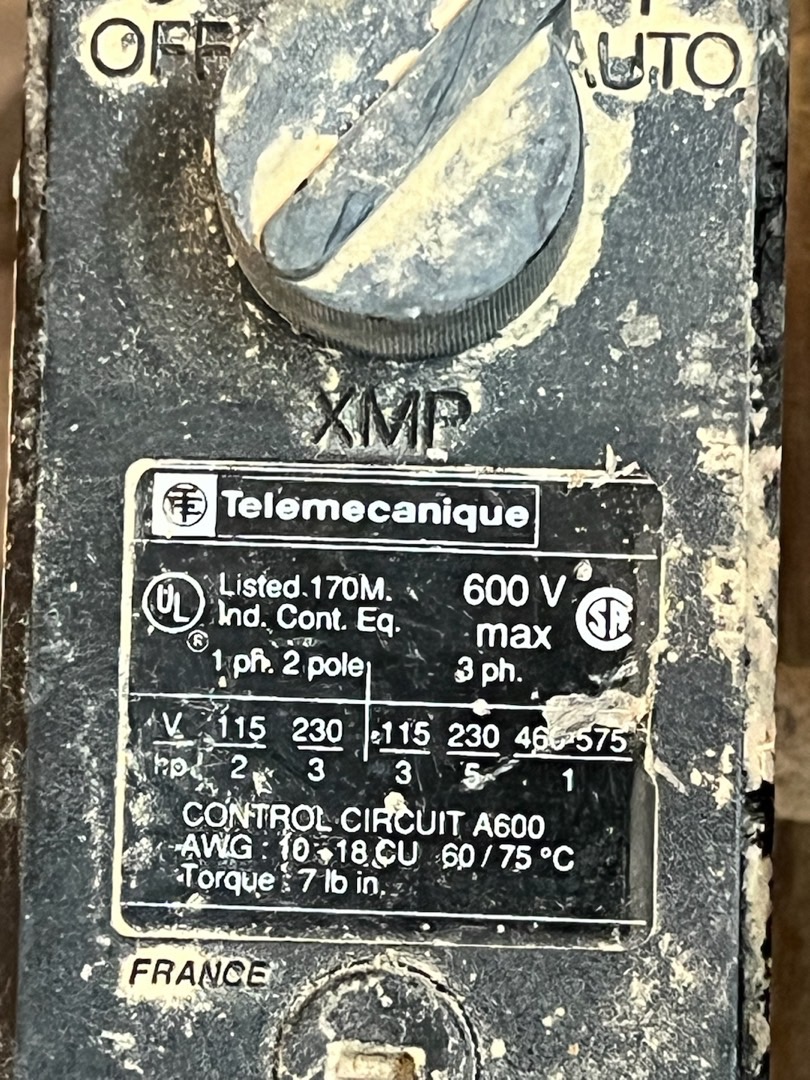 OFF AUTO
XMP
Telemecanique
UL Listed 170M. 600 V
Ind. Cont. Eq. max
® 1 ph. 2 pole 3 ph.
V 115 230 115 230 460-575
hp 2 3 3 5 1
CONTROL CIRCUIT A600
AWG : 10-18 CU 60 / 75 °C
Torque : 7 lb in.
FRANCE